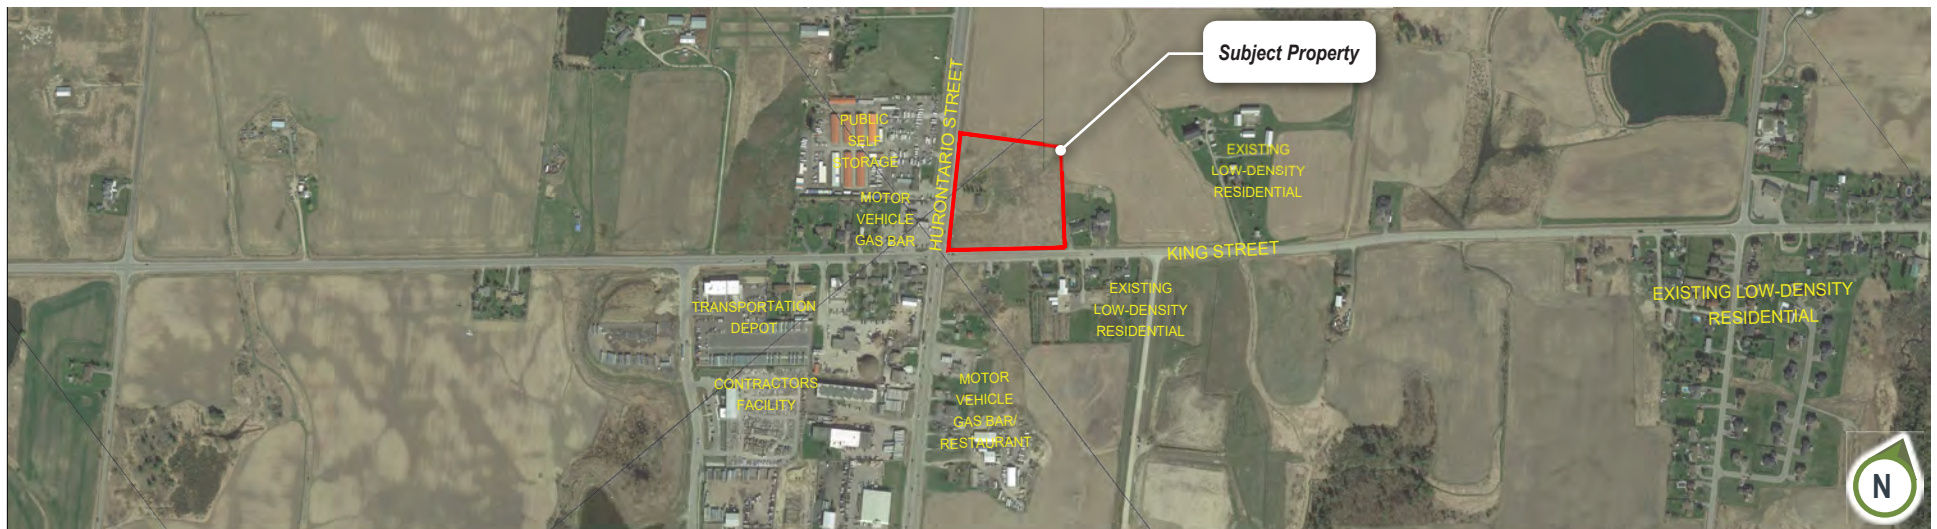 Subject Property
HURONTARIO STREET
PUBLIC
SELF
STORAGE
MOTOR
VEHICLE
GAS BAR
EXISTING
LOW-DENSITY
RESIDENTIAL
KING STREET
TRANSPORTATION
DEPOT
EXISTING
LOW-DENSITY
RESIDENTIAL
EXISTING LOW-DENSITY
RESIDENTIAL
CONTRACTORS
FACILITY
MOTOR
VEHICLE
GAS BAR/
RESTAURANT
N